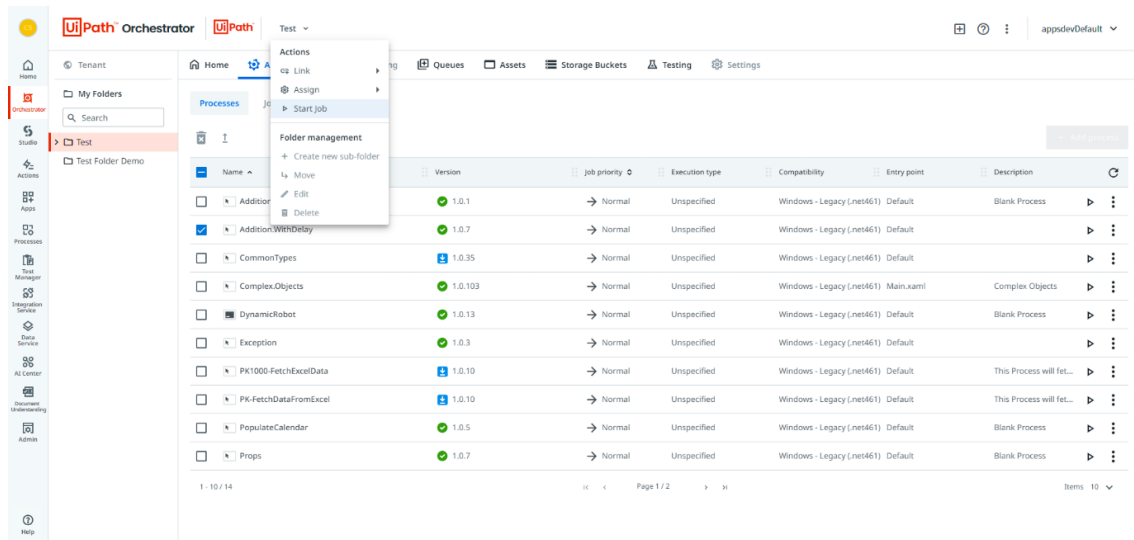 UiPath™ Orchestrator
UiPath™
Test
appsdevDefault
Home
Orchestrator
Studio
Actions
Apps
Processes
Test Manager
Integration Service
Data Service
AI Center
Document Understanding
Admin
Help
Tenant
My Folders
Search
Test
Test Folder Demo
Home
A
ng
Queues
Assets
Storage Buckets
Testing
Settings
Actions
Link
Assign
Start Job
Folder management
+ Create new sub-folder
Move
Edit
Delete
Processes
Jo
Name Version Job priority Execution type Compatibility Entry point Description
Addition 1.0.1 Normal Unspecified Windows - Legacy (.net461) Default Blank Process
Addition.WithDelay 1.0.7 Normal Unspecified Windows - Legacy (.net461) Default
CommonTypes 1.0.35 Normal Unspecified Windows - Legacy (.net461) Default
Complex.Objects 1.0.103 Normal Unspecified Windows - Legacy (.net461) Main.xaml Complex Objects
DynamicRobot 1.0.13 Normal Unspecified Windows - Legacy (.net461) Default Blank Process
Exception 1.0.3 Normal Unspecified Windows - Legacy (.net461) Default
PK1000-FetchExcelData 1.0.10 Normal Unspecified Windows - Legacy (.net461) Default This Process will fet...
PK-FetchDataFromExcel 1.0.10 Normal Unspecified Windows - Legacy (.net461) Default This Process will fet...
PopulateCalendar 1.0.5 Normal Unspecified Windows - Legacy (.net461) Default Blank Process
Props 1.0.7 Normal Unspecified Windows - Legacy (.net461) Default Blank Process
1 - 10 / 14
Page 1 / 2
Items 10